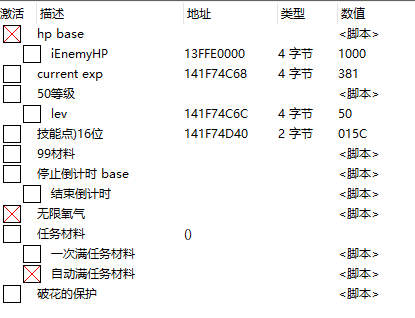 激活 描述 地址 类型 数值
hp base <脚本>
iEnemyHP 13FFE0000 4 字节 1000
current exp 141F74C68 4 字节 381
50等级 <脚本>
lev 141F74C6C 4 字节 50
技能点)16位 141F74D40 2 字节 015C
99材料 <脚本>
停止倒计时 base <脚本>
结束倒计时 <脚本>
无限氧气 <脚本>
任务材料 ()
一次满任务材料 <脚本>
自动满任务材料 <脚本>
破花的保护 <脚本>